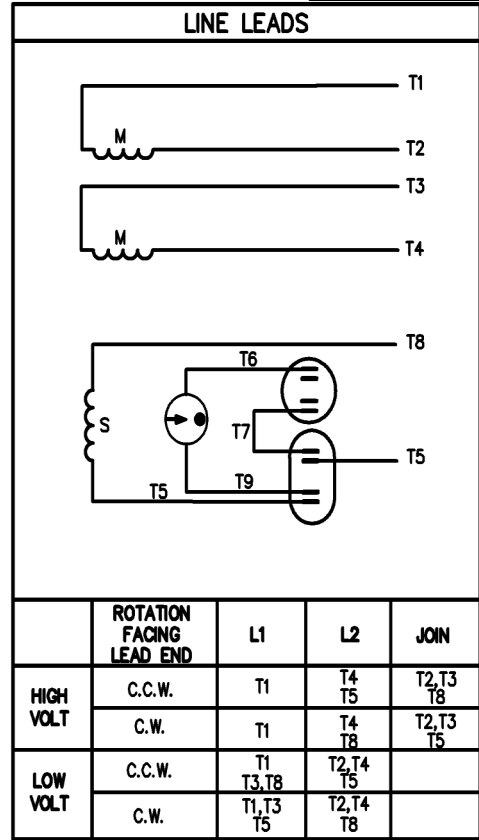 LINE LEADS
T1
M
T2
T3
M
T4
T8
T6
S
T7
T5
T5
T9
ROTATION
FACING
LEAD END
L1
L2
JOIN
HIGH
VOLT
C.C.W.
T1
T4
T5
T2,T3
T8
C.W.
T1
T4
T8
T2,T3
T5
LOW
VOLT
C.C.W.
T1
T3,T8
T2,T4
T5
C.W.
T1,T3
T5
T2,T4
T8